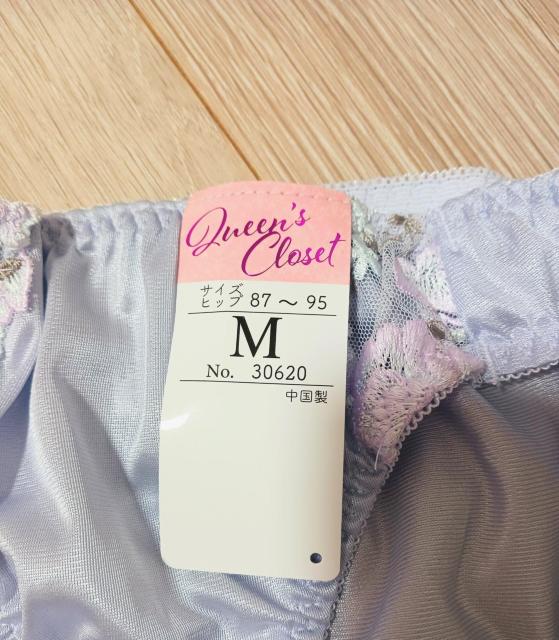 Queen's
Closet
サイズ
ヒップ 87～95
M
No. 30620
中国製